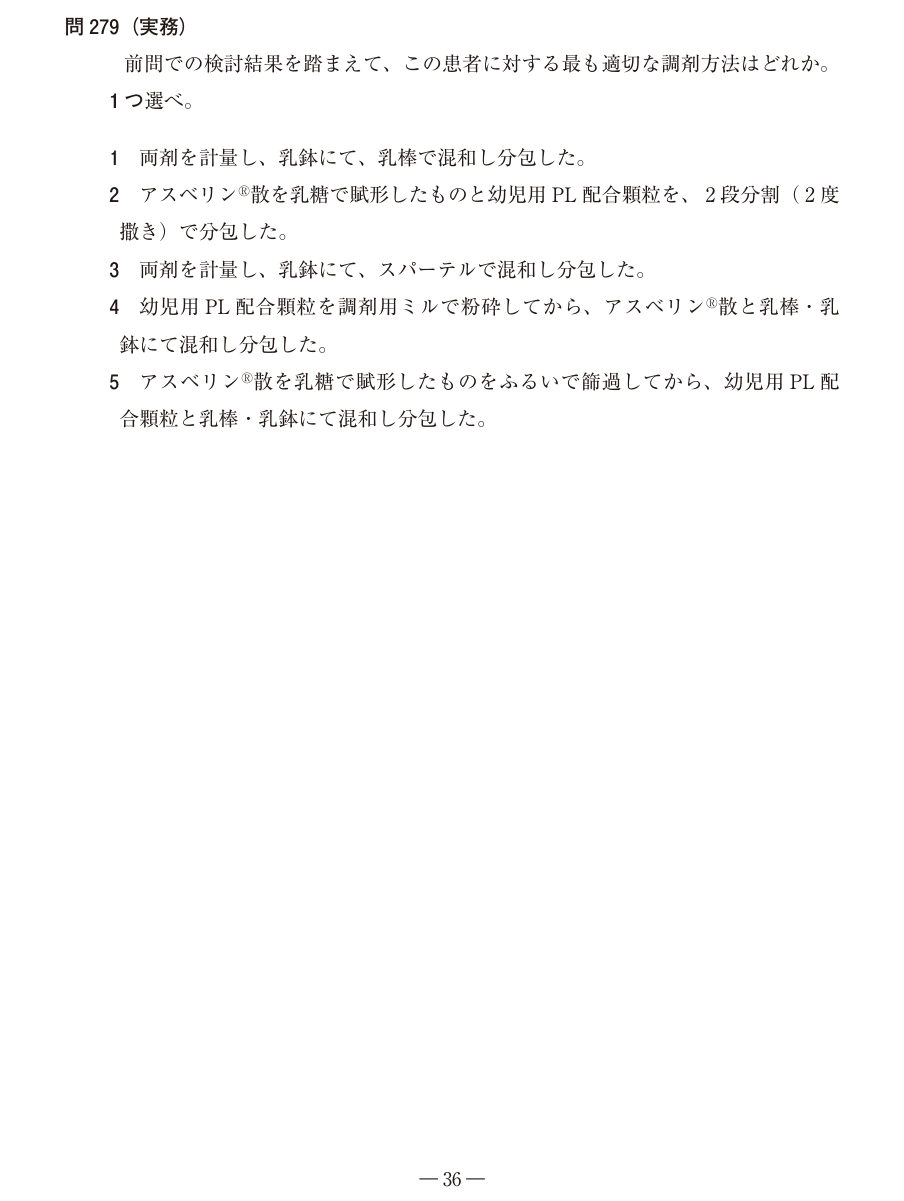 問 279（実務）
前問での検討結果を踏まえて、この患者に対する最も適切な調剤方法はどれか。
1 つ選べ。
1 両剤を計量し、乳鉢にて、乳棒で混和し分包した。
2 アスベリン®散を乳糖で賦形したものと幼児用 PL 配合顆粒を、２段分割（２度
撒き）で分包した。
3 両剤を計量し、乳鉢にて、スパーテルで混和し分包した。
4 幼児用 PL 配合顆粒を調剤用ミルで粉砕してから、アスベリン®散と乳棒・乳
鉢にて混和し分包した。
5 アスベリン®散を乳糖で賦形したものをふるいで篩過してから、幼児用 PL 配
合顆粒と乳棒・乳鉢にて混和し分包した。
― 36 ―